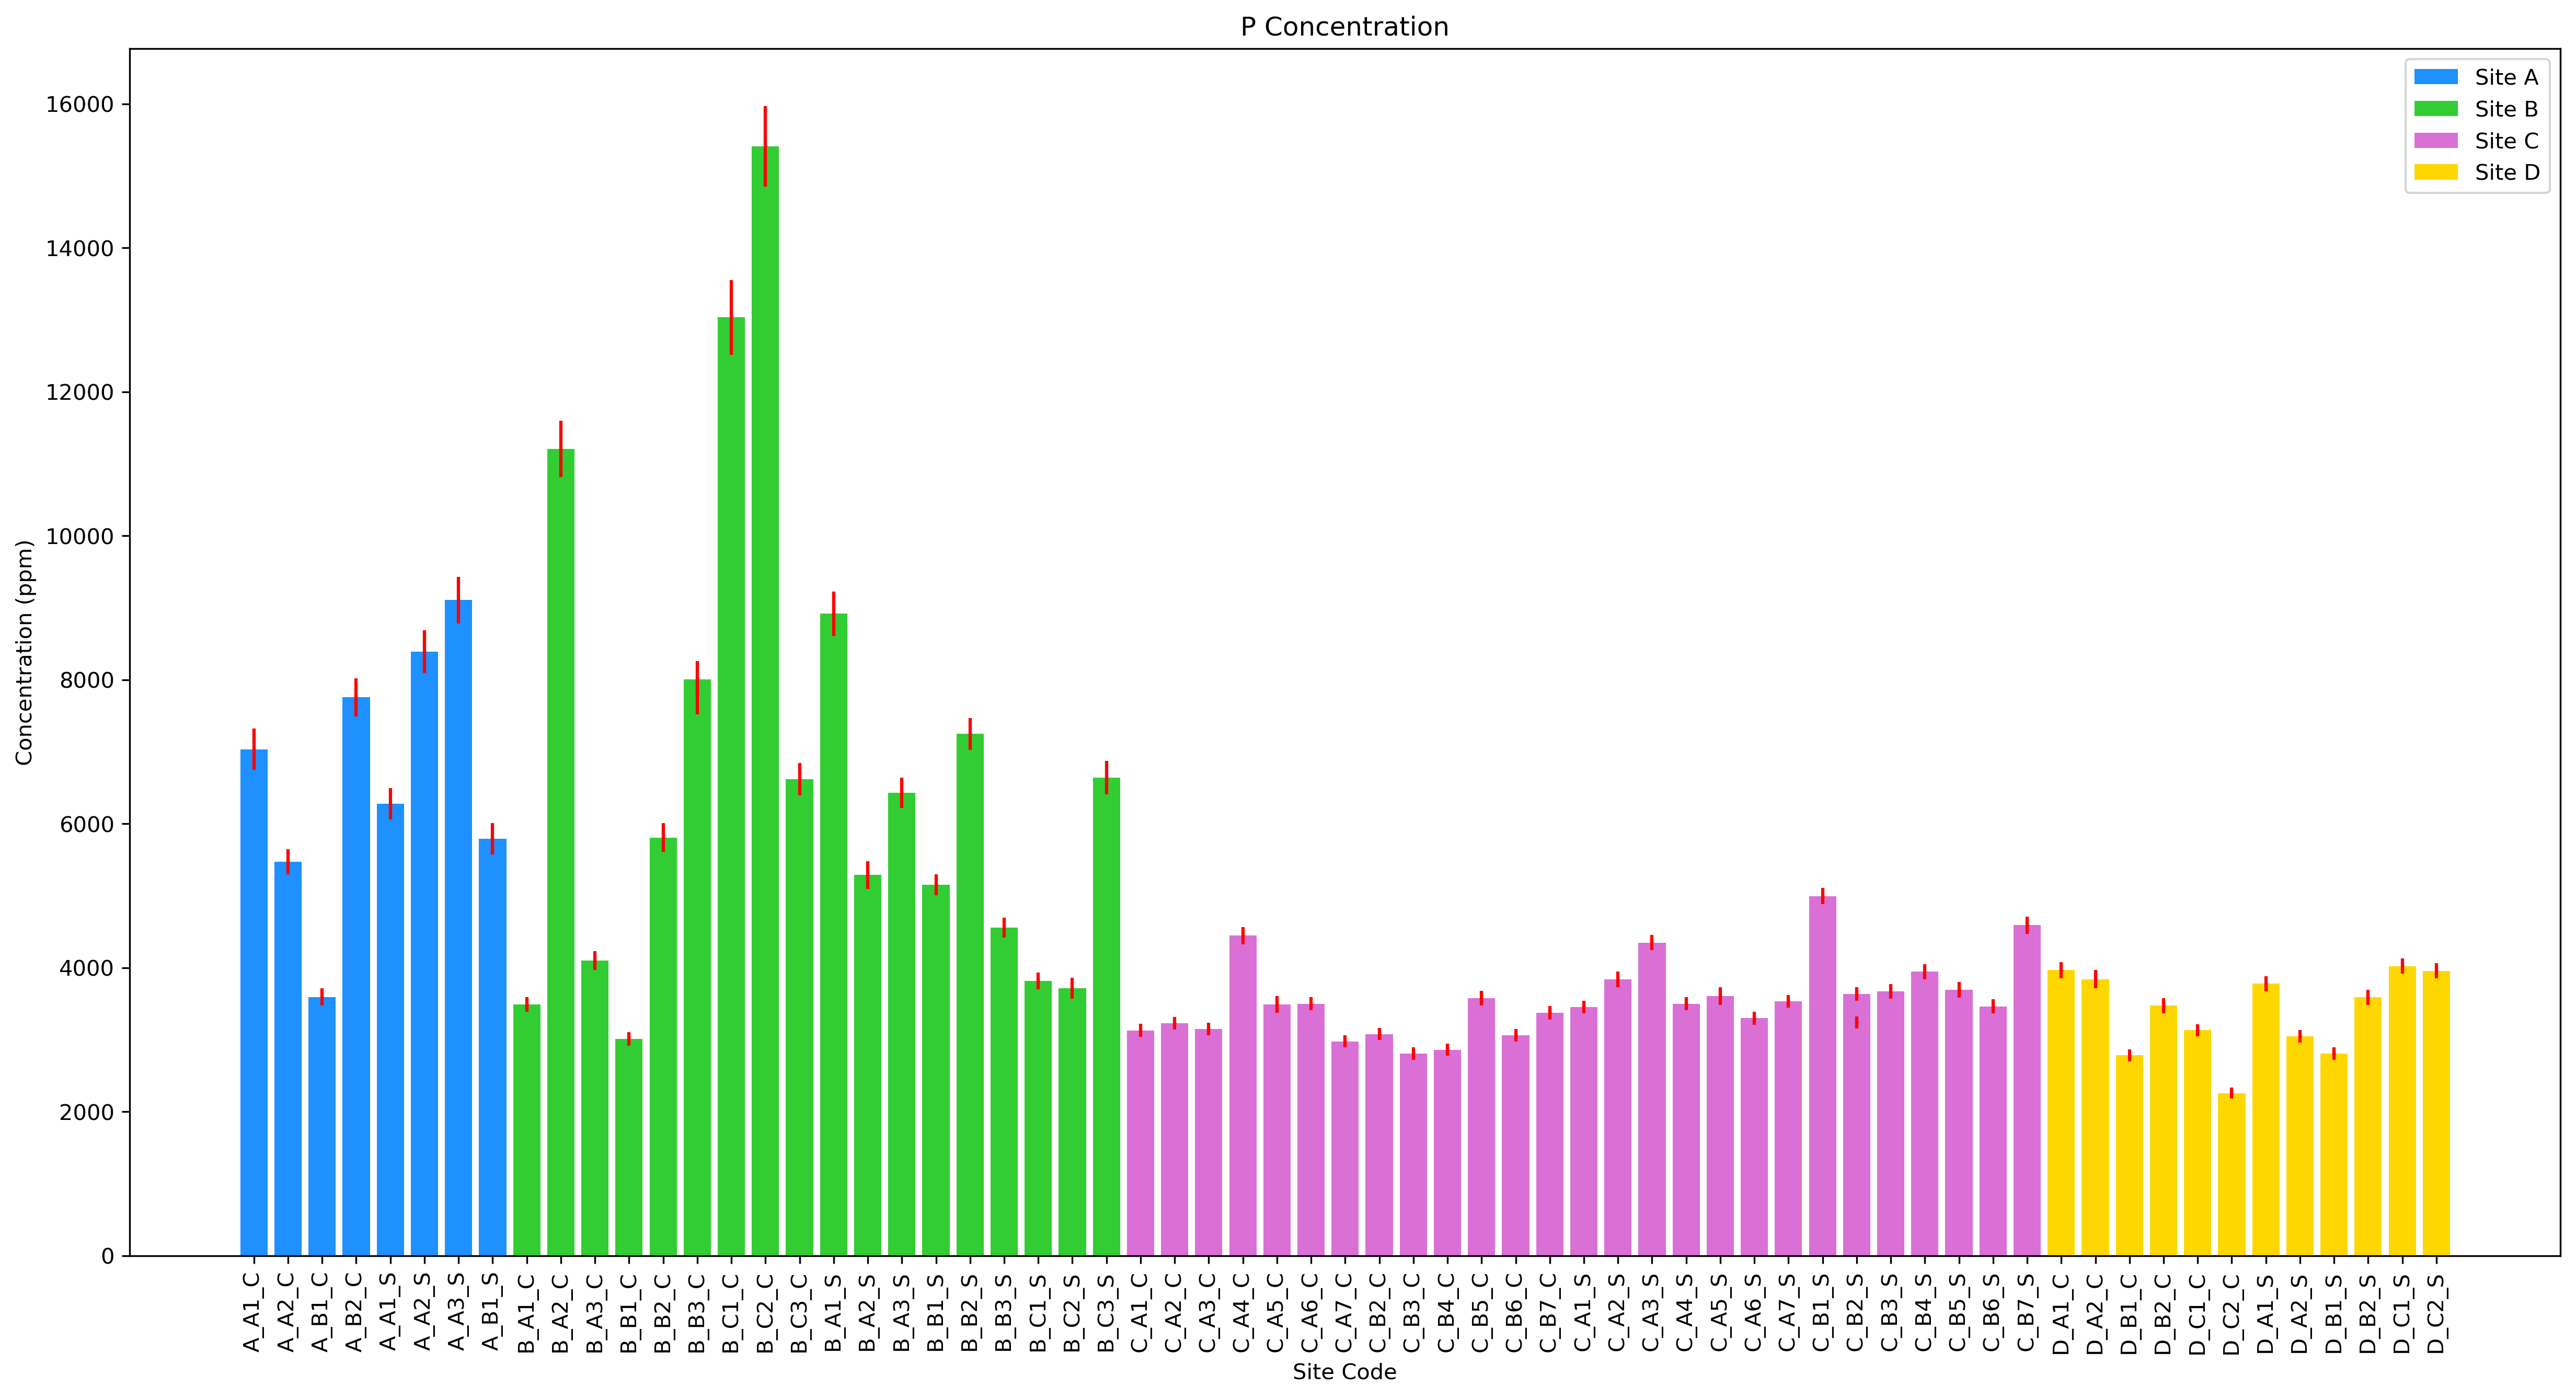 P Concentration
Site A
Site B
Site C
Site D
16000
14000
12000
10000
8000
6000
4000
2000
0
Concentration (ppm)
A_A1_C
A_A2_C
A_B1_C
A_B2_C
A_A1_S
A_A2_S
A_A3_S
A_B1_S
B_A1_C
B_A2_C
B_A3_C
B_B1_C
B_B2_C
B_B3_C
B_C1_C
B_C2_C
B_C3_C
B_A1_S
B_A2_S
B_A3_S
B_B1_S
B_B2_S
B_B3_S
B_C1_S
B_C2_S
B_C3_S
C_A1_C
C_A2_C
C_A3_C
C_A4_C
C_A5_C
C_A6_C
C_A7_C
C_B2_C
C_B3_C
C_B4_C
C_B5_C
C_B6_C
C_B7_C
C_A1_S
C_A2_S
C_A3_S
C_A4_S
C_A5_S
C_A6_S
C_A7_S
C_B1_S
C_B2_S
C_B3_S
C_B4_S
C_B5_S
C_B6_S
C_B7_S
D_A1_C
D_A2_C
D_B1_C
D_B2_C
D_C1_C
D_C2_C
D_A1_S
D_A2_S
D_B1_S
D_B2_S
D_C1_S
D_C2_S
Site Code